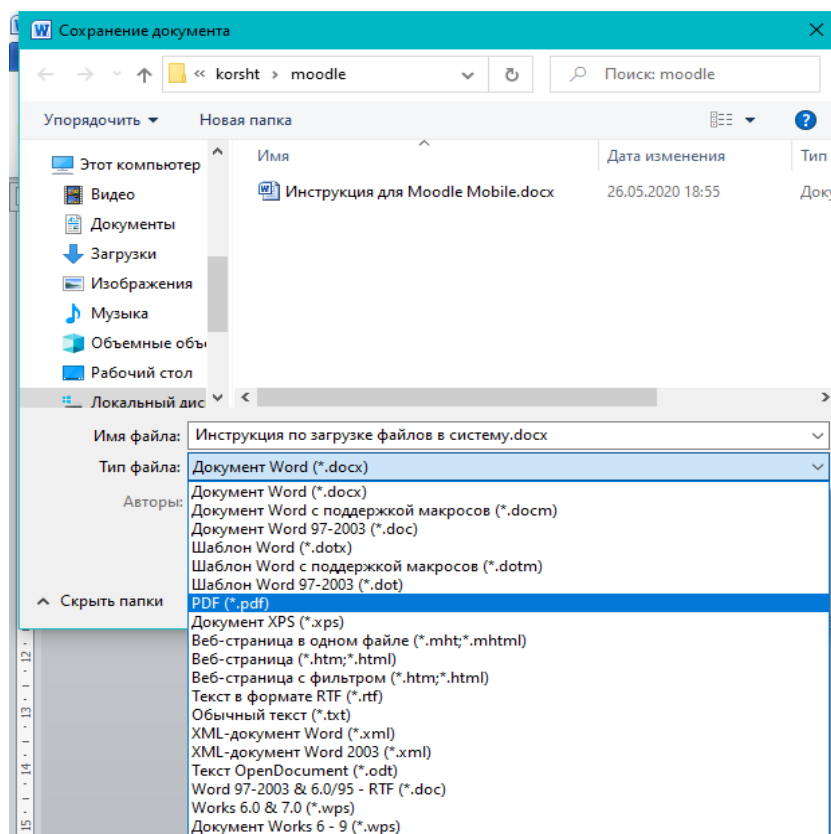 Сохранение документа
« korsht › moodle
Поиск: moodle
Упорядочить
Новая папка
Имя
Дата изменения
Тип
Этот компьютер
Инструкция для Moodle Mobile.docx
26.05.2020 18:55
Видео
Документы
Загрузки
Изображения
Музыка
Объемные
Рабочий стол
Локальный
Имя файла: Инструкция по загрузке файлов в систему.docx
Тип файла: Документ Word (*.docx)
Авторы:
Документ Word (*.docx)
Документ Word с поддержкой макросов (*.docm)
Документ Word 97-2003 (*.doc)
Шаблон Word (*.dotx)
Шаблон Word с поддержкой макросов (*.dotm)
Шаблон Word 97-2003 (*.dot)
Скрыть папки
PDF (*.pdf)
Документ XPS (*.xps)
Веб-страница в одном файле (*.mht;*.mhtml)
Веб-страница (*.htm;*.html)
Веб-страница с фильтром (*.htm;*.html)
Текст в формате RTF (*.rtf)
Обычный текст (*.txt)
XML-документ Word (*.xml)
XML-документ Word 2003 (*.xml)
Текст OpenDocument (*.odt)
Word 97-2003 & 6.0/95 - RTF (*.doc)
Works 6.0 & 7.0 (*.wps)
Документ Works 6 - 9 (*.wps)
12
13
14
15